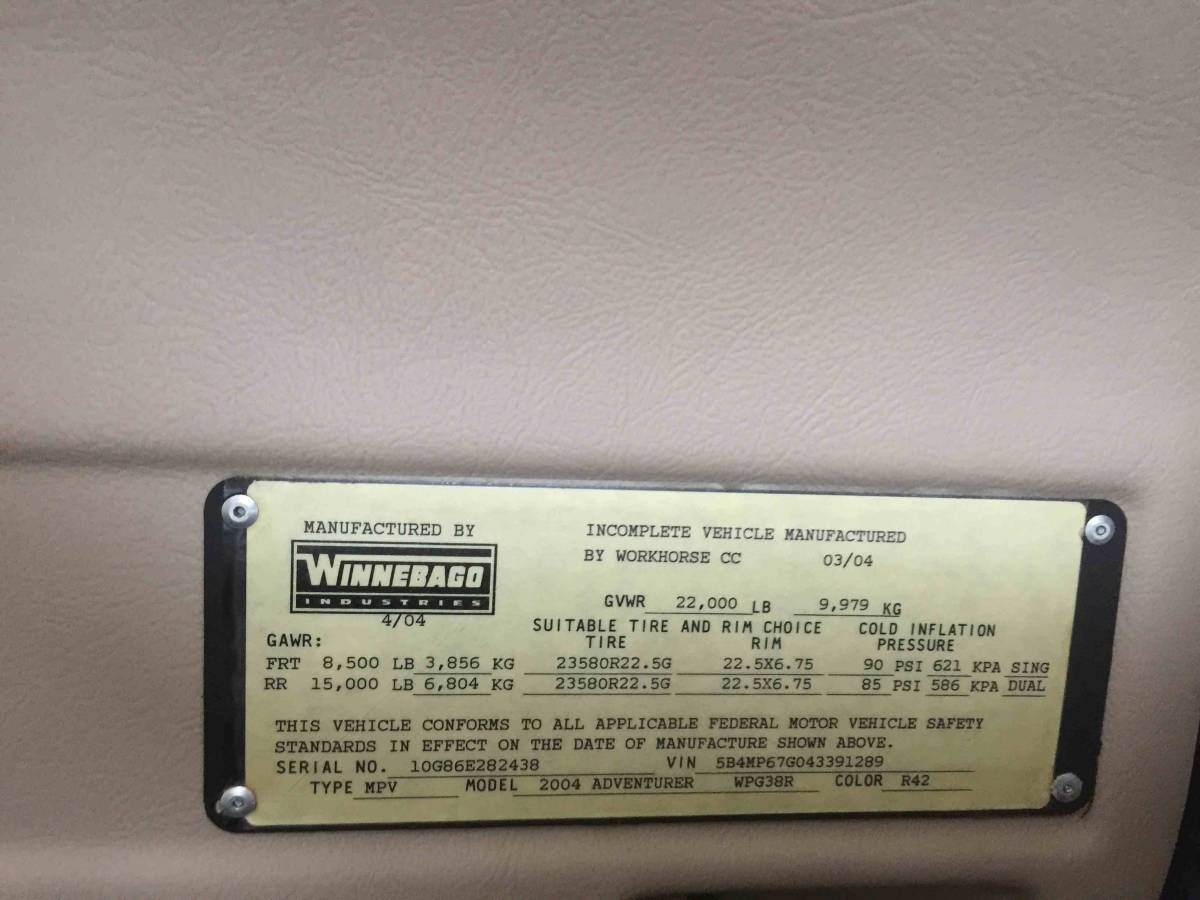 MANUFACTURED BY
WINNEBAGO
INDUSTRIES
4/04
INCOMPLETE VEHICLE MANUFACTURED
BY WORKHORSE CC 03/04
GVWR 22,000 LB 9,979 KG
SUITABLE TIRE AND RIM CHOICE COLD INFLATION
GAWR: TIRE RIM PRESSURE
FRT 8,500 LB 3,856 KG 23580R22.5G 22.5X6.75 90 PSI 621 KPA SING
RR 15,000 LB 6,804 KG 23580R22.5G 22.5X6.75 85 PSI 586 KPA DUAL
THIS VEHICLE CONFORMS TO ALL APPLICABLE FEDERAL MOTOR VEHICLE SAFETY
STANDARDS IN EFFECT ON THE DATE OF MANUFACTURE SHOWN ABOVE.
SERIAL NO. 10G86E282438 VIN 5B4MP67G043391289
TYPE MPV MODEL 2004 ADVENTURER WPG38R COLOR R42